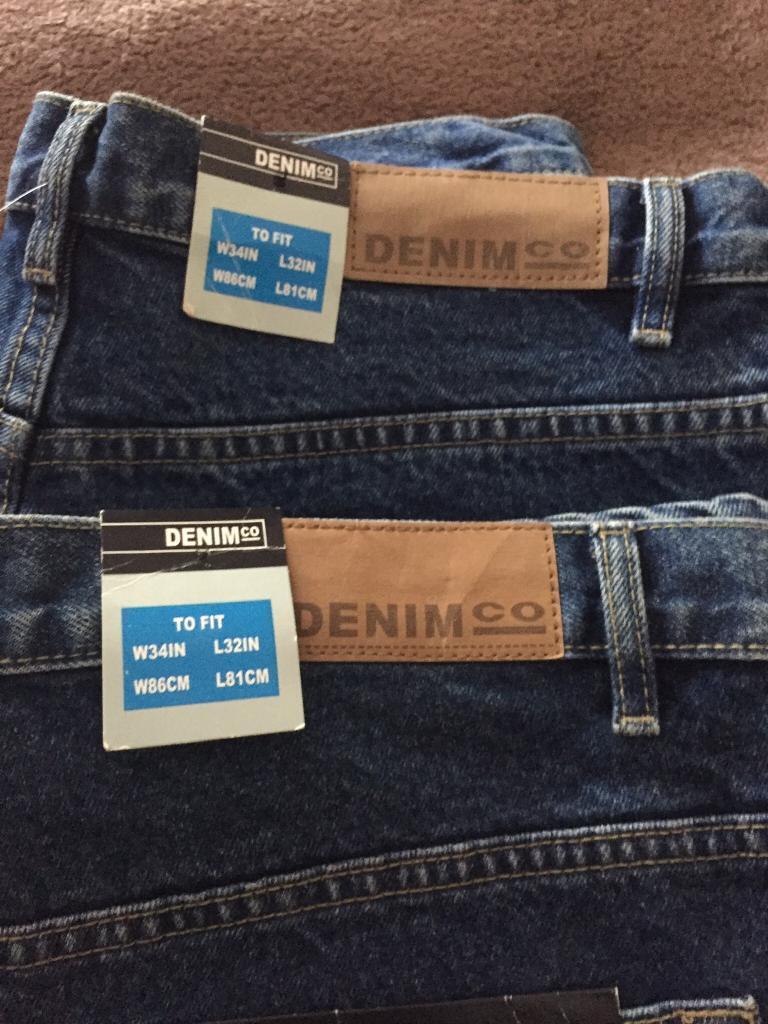 DENIMCO
TO FIT
W34IN L32IN
W86CM L81CM
DENIMCO
DENIMCO
TO FIT
W34IN L32IN
W86CM L81CM
DENIMCO